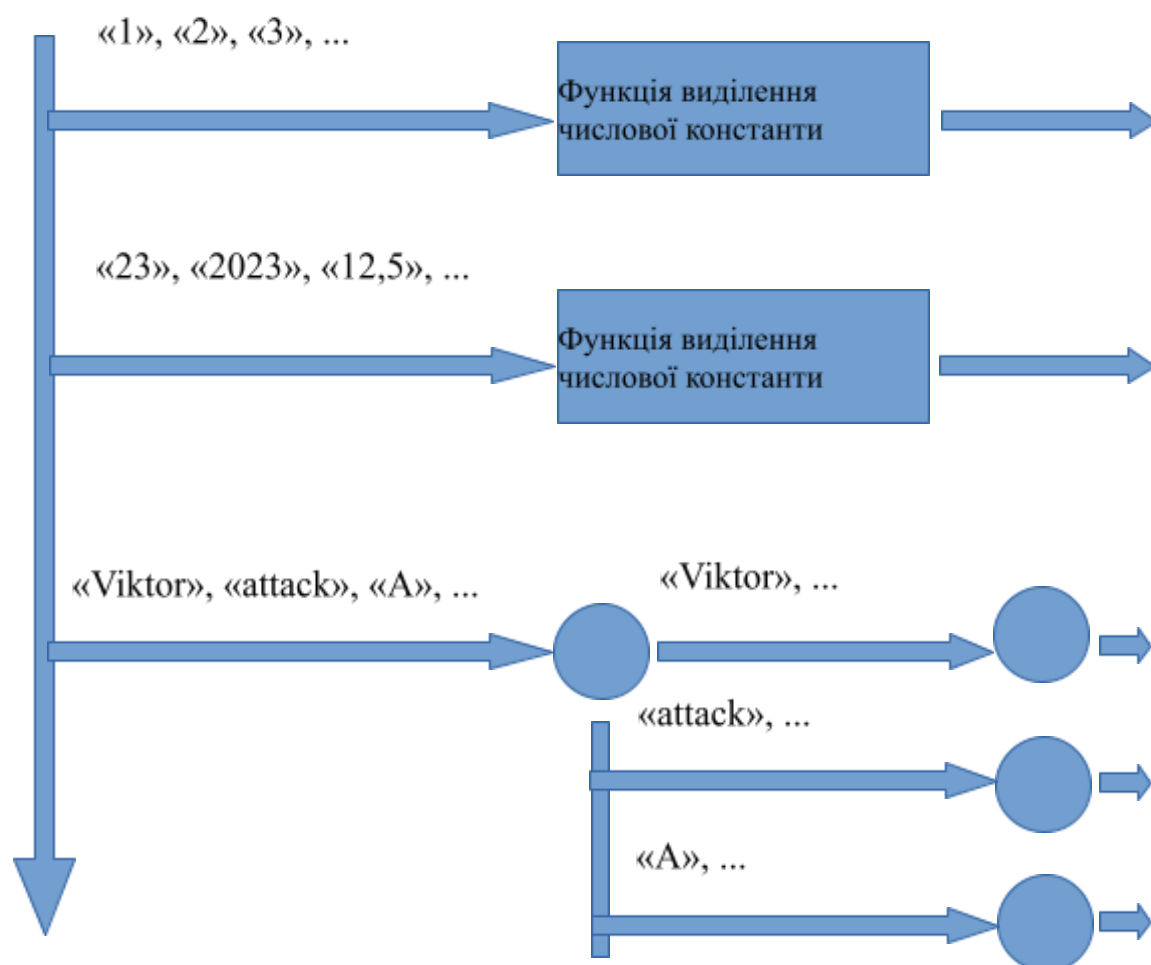 «1», «2», «3», ...
Функція виділення
числової константи
«23», «2023», «12,5», ...
Функція виділення
числової константи
«Viktor», «attack», «A», ...
«Viktor», ...
«attack», ...
«A», ...